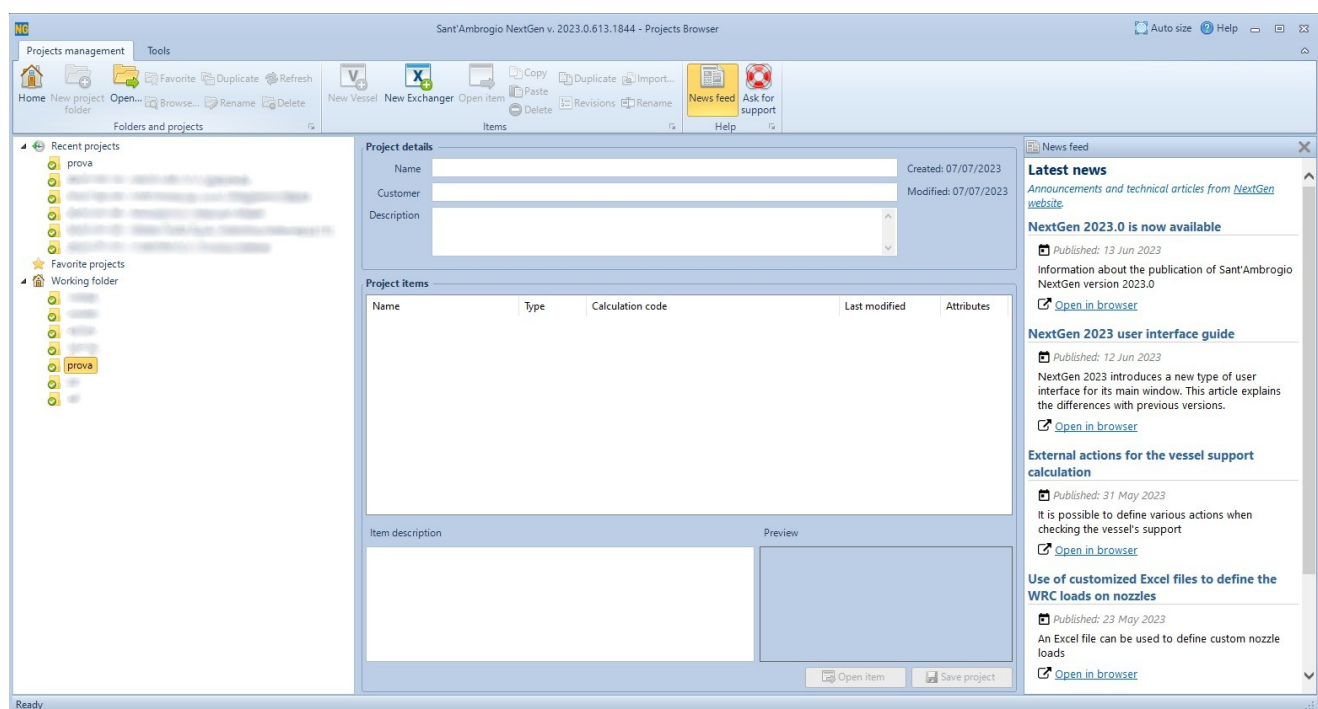 NG
Sant'Ambrogio NextGen v. 2023.0.613.1844 - Projects Browser
Auto size
Help
Projects management
Tools
Home
New project folder
Open...
Favorite
Duplicate
Refresh
Browse...
Rename
Delete
Folders and projects
New Vessel
New Exchanger
Open item
Copy
Paste
Delete
Duplicate
Import...
Revisions
Rename
Items
News feed
Ask for support
Help
Recent projects
prova
Favorite projects
Working folder
prova
Project details
Name
Created: 07/07/2023
Customer
Modified: 07/07/2023
Description
Project items
Name
Type
Calculation code
Last modified
Attributes
Item description
Preview
Open item
Save project
News feed
Latest news
Announcements and technical articles from NextGen
website.
NextGen 2023.0 is now available
Published: 13 Jun 2023
Information about the publication of Sant'Ambrogio
NextGen version 2023.0
Open in browser
NextGen 2023 user interface guide
Published: 12 Jun 2023
NextGen 2023 introduces a new type of user
interface for its main window. This article explains
the differences with previous versions.
Open in browser
External actions for the vessel support
calculation
Published: 31 May 2023
It is possible to define various actions when
checking the vessel's support
Open in browser
Use of customized Excel files to define the
WRC loads on nozzles
Published: 23 May 2023
An Excel file can be used to define custom nozzle
loads
Open in browser
Ready